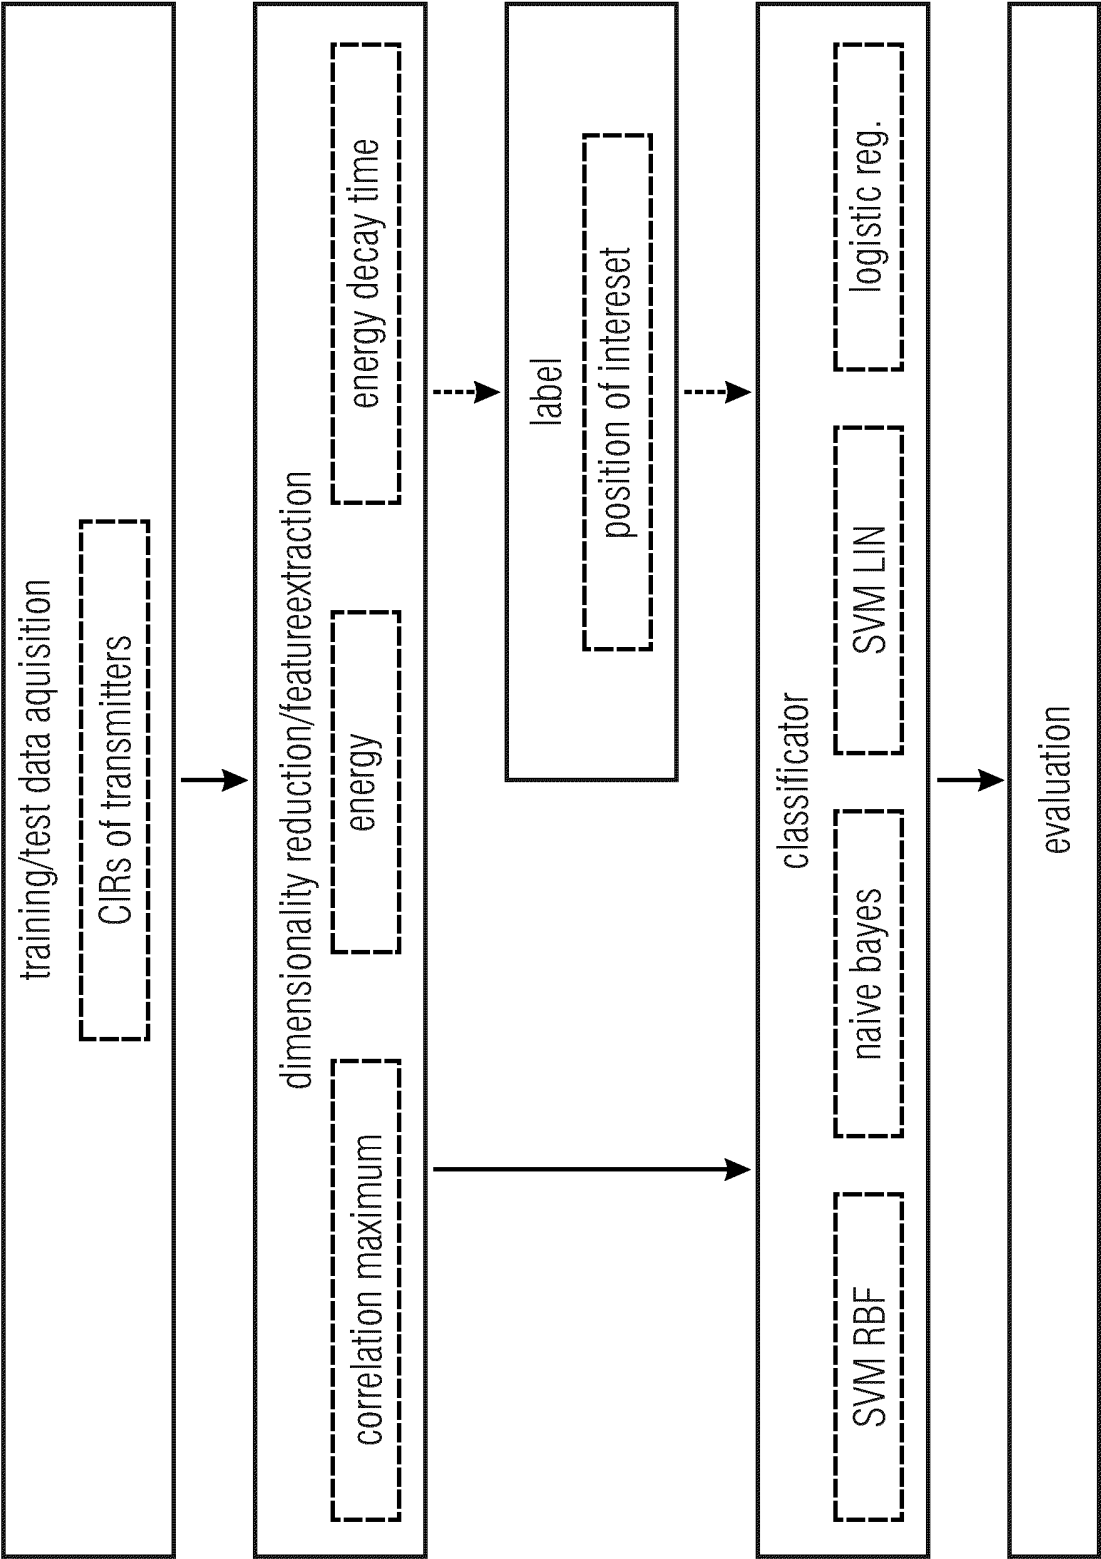 training/test data aquisition
CIRs of transmitters
dimensionality reduction/featureextraction
correlation maximum
energy
energy decay time
label
position of intereset
classificator
SVM RBF
naive bayes
SVM LIN
logistic reg.
evaluation